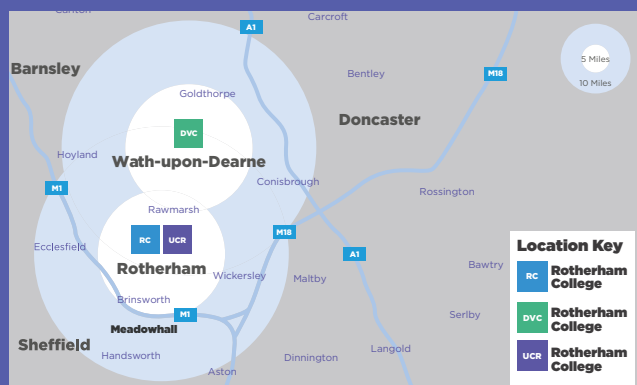 Carcroft
A1
Barnsley
Bentley
M18
5 Miles
10 Miles
Goldthorpe
Doncaster
DVC
Hoyland
Wath-upon-Dearne
M1
Conisbrough
Rossington
Rawmarsh
RC
UCR
M18
Ecclesfield
A1
Rotherham
Wickersley
Maltby
Bawtry
Brinsworth
M1
Selby
Meadowhall
Sheffield
Handsworth
Aston
Dinnington
Langold
Location Key
RC
Rotherham
College
DVC
Rotherham
College
UCR
Rotherham
College